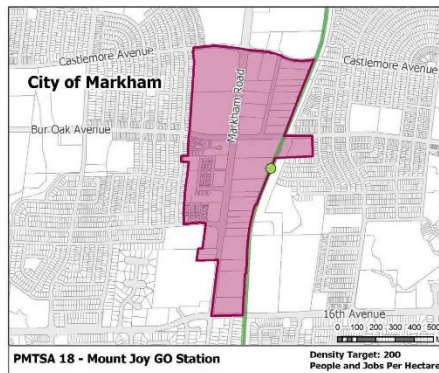 Castlemore Avenue
Castlemore Avenue
City of Markham
Markham Road
Bur Oak Avenue
16th Avenue
0 100 200 300 400 500
PMTSA 18 - Mount Joy GO Station
Density Target: 200
People and Jobs Per Hectare